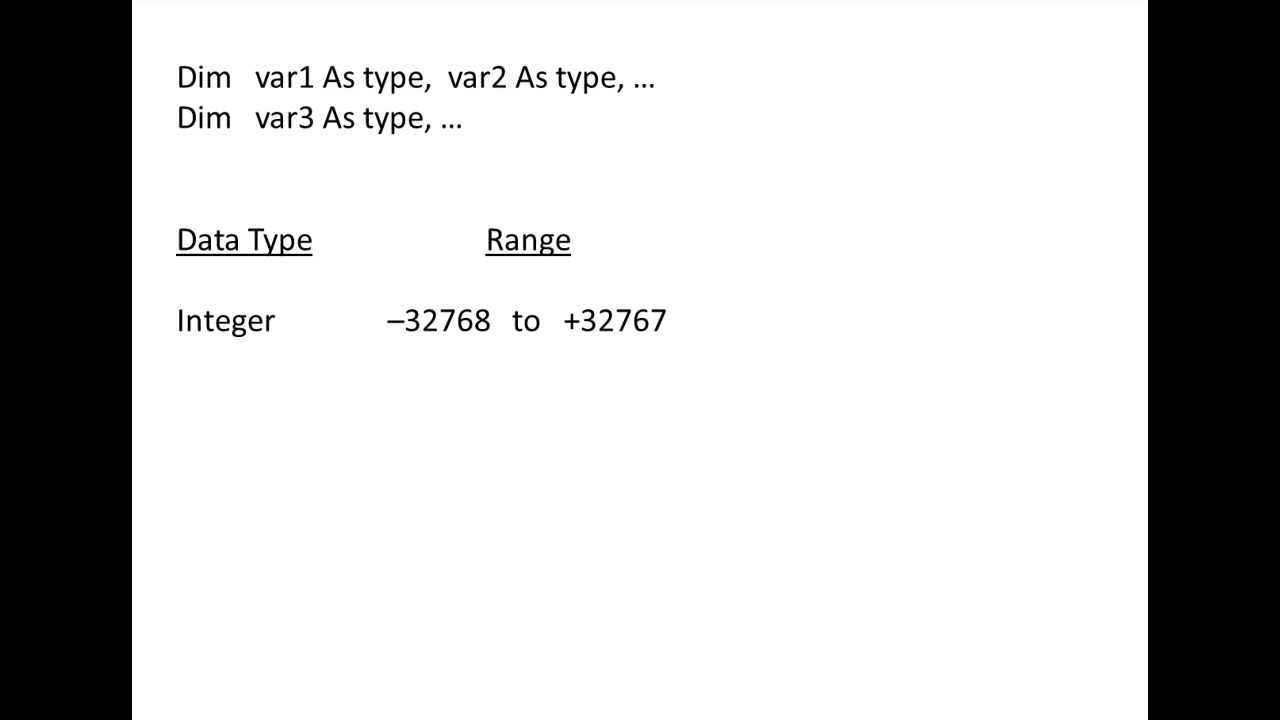 Dim var1 As type, var2 As type, …
Dim var3 As type, …
Data Type Range
Integer –32768 to +32767